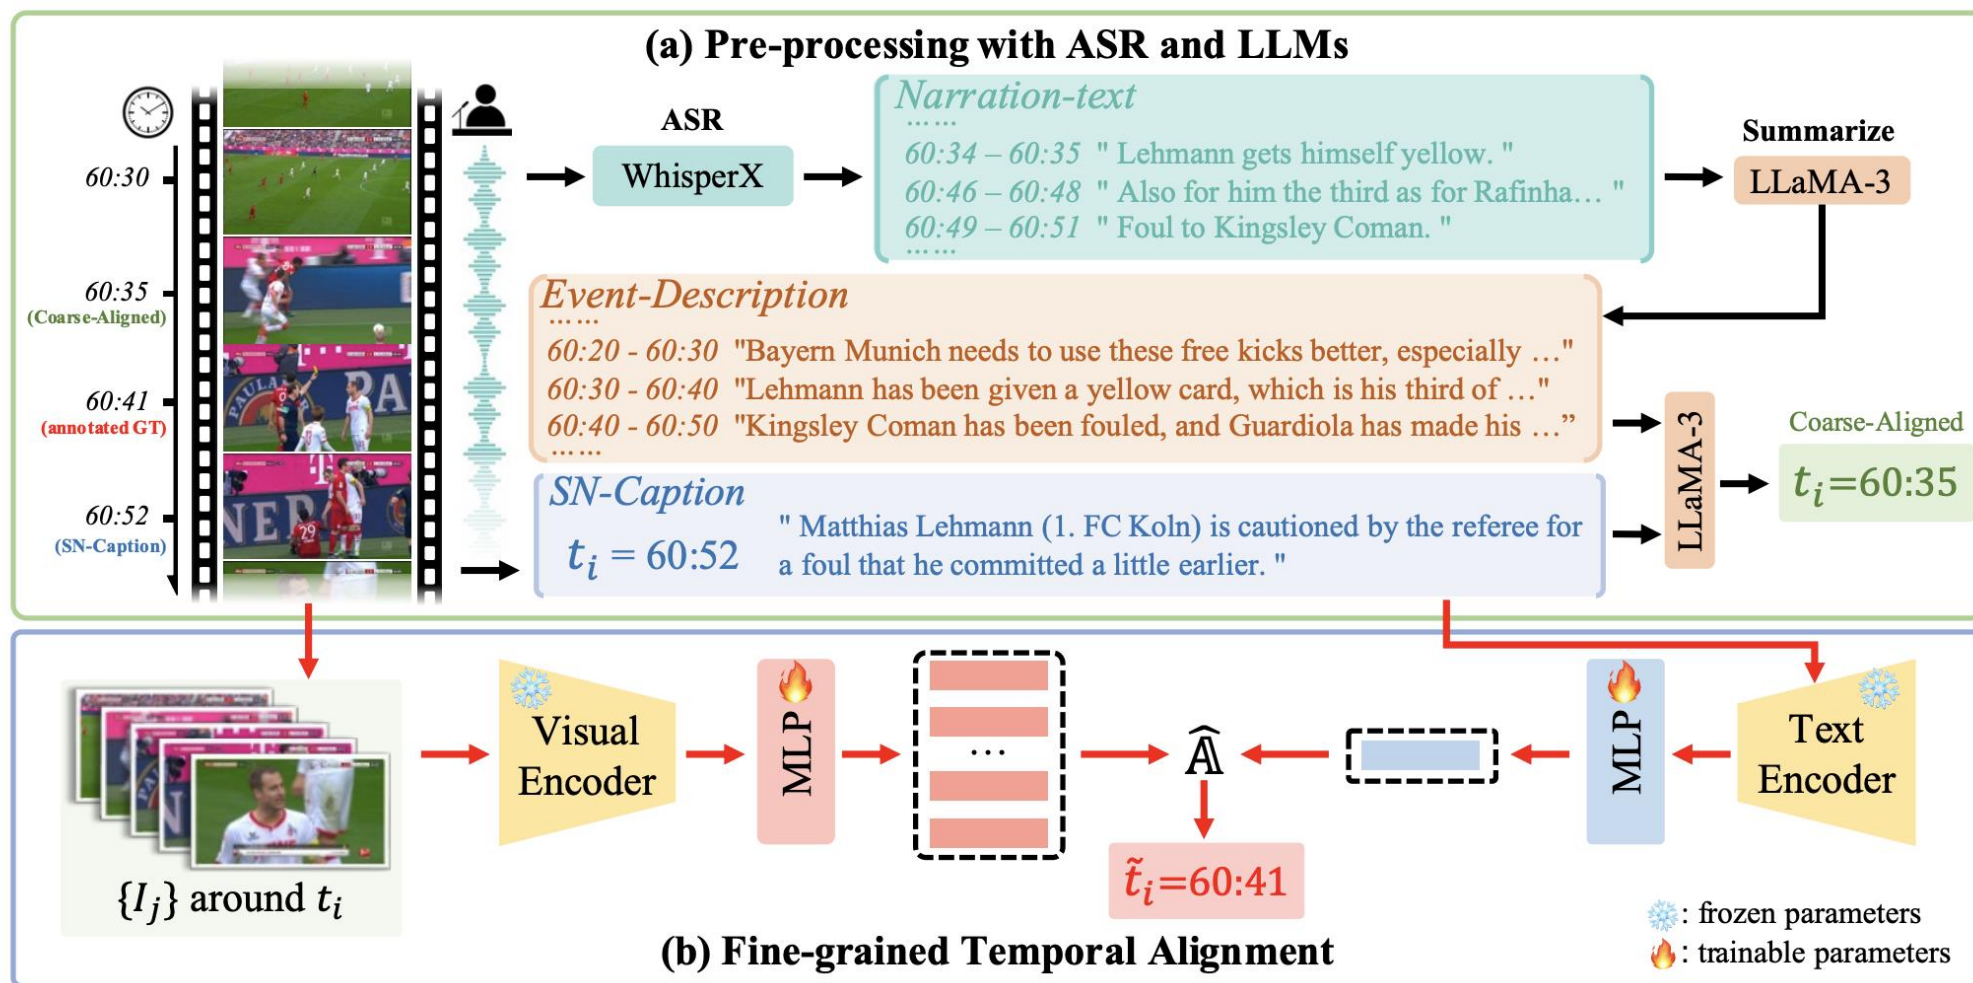 (a) Pre-processing with ASR and LLMs
60:30
60:35
(Coarse-Aligned)
60:41
(annotated GT)
60:52
(SN-Caption)
ASR
WhisperX
Narration-text
……
60:34 – 60:35 " Lehmann gets himself yellow. "
60:46 – 60:48 " Also for him the third as for Rafinha… "
60:49 – 60:51 " Foul to Kingsley Coman. "
……
Summarize
LLaMA-3
Event-Description
……
60:20 - 60:30 "Bayern Munich needs to use these free kicks better, especially …"
60:30 - 60:40 "Lehmann has been given a yellow card, which is his third of …"
60:40 - 60:50 "Kingsley Coman has been fouled, and Guardiola has made his …”
……
SN-Caption
t_i = 60:52
" Matthias Lehmann (1. FC Koln) is cautioned by the referee for
a foul that he committed a little earlier. "
LLaMA-3
Coarse-Aligned
t_i=60:35
PAULA
PA
NER
29
{I_j} around t_i
Visual
Encoder
MLP
…
Â
t̃_i=60:41
MLP
Text
Encoder
: frozen parameters
: trainable parameters
(b) Fine-grained Temporal Alignment